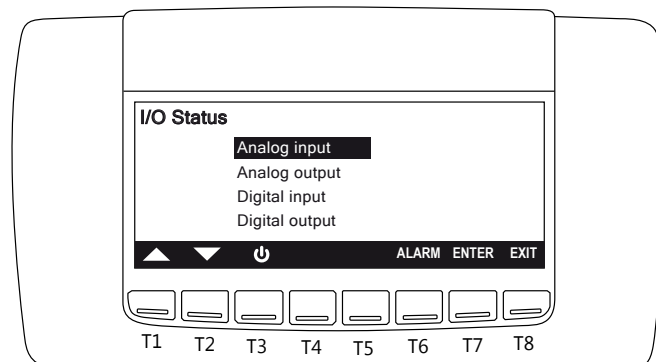 I/O Status
Analog input
Analog output
Digital input
Digital output
ALARM ENTER EXIT
T1 T2 T3 T4 T5 T6 T7 T8